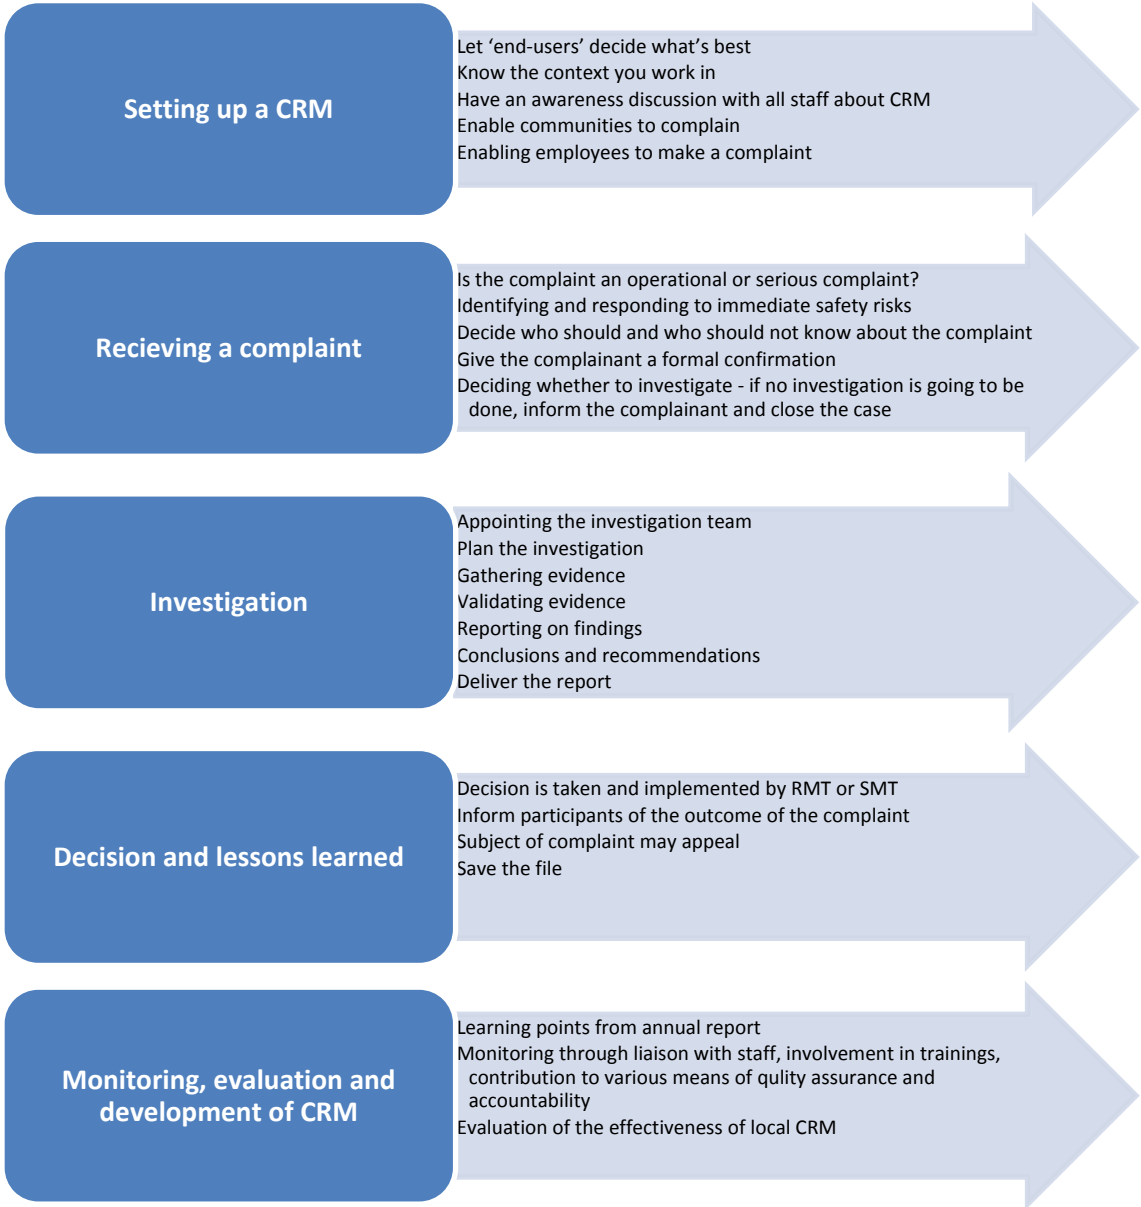 Setting up a CRM
Let ‘end-users’ decide what’s best
Know the context you work in
Have an awareness discussion with all staff about CRM
Enable communities to complain
Enabling employees to make a complaint
Recieving a complaint
Is the complaint an operational or serious complaint?
Identifying and responding to immediate safety risks
Decide who should and who should not know about the complaint
Give the complainant a formal confirmation
Deciding whether to investigate - if no investigation is going to be
done, inform the complainant and close the case
Investigation
Appointing the investigation team
Plan the investigation
Gathering evidence
Validating evidence
Reporting on findings
Conclusions and recommendations
Deliver the report
Decision and lessons learned
Decision is taken and implemented by RMT or SMT
Inform participants of the outcome of the complaint
Subject of complaint may appeal
Save the file
Monitoring, evaluation and
development of CRM
Learning points from annual report
Monitoring through liaison with staff, involvement in trainings,
contribution to various means of qulity assurance and
accountability
Evaluation of the effectiveness of local CRM